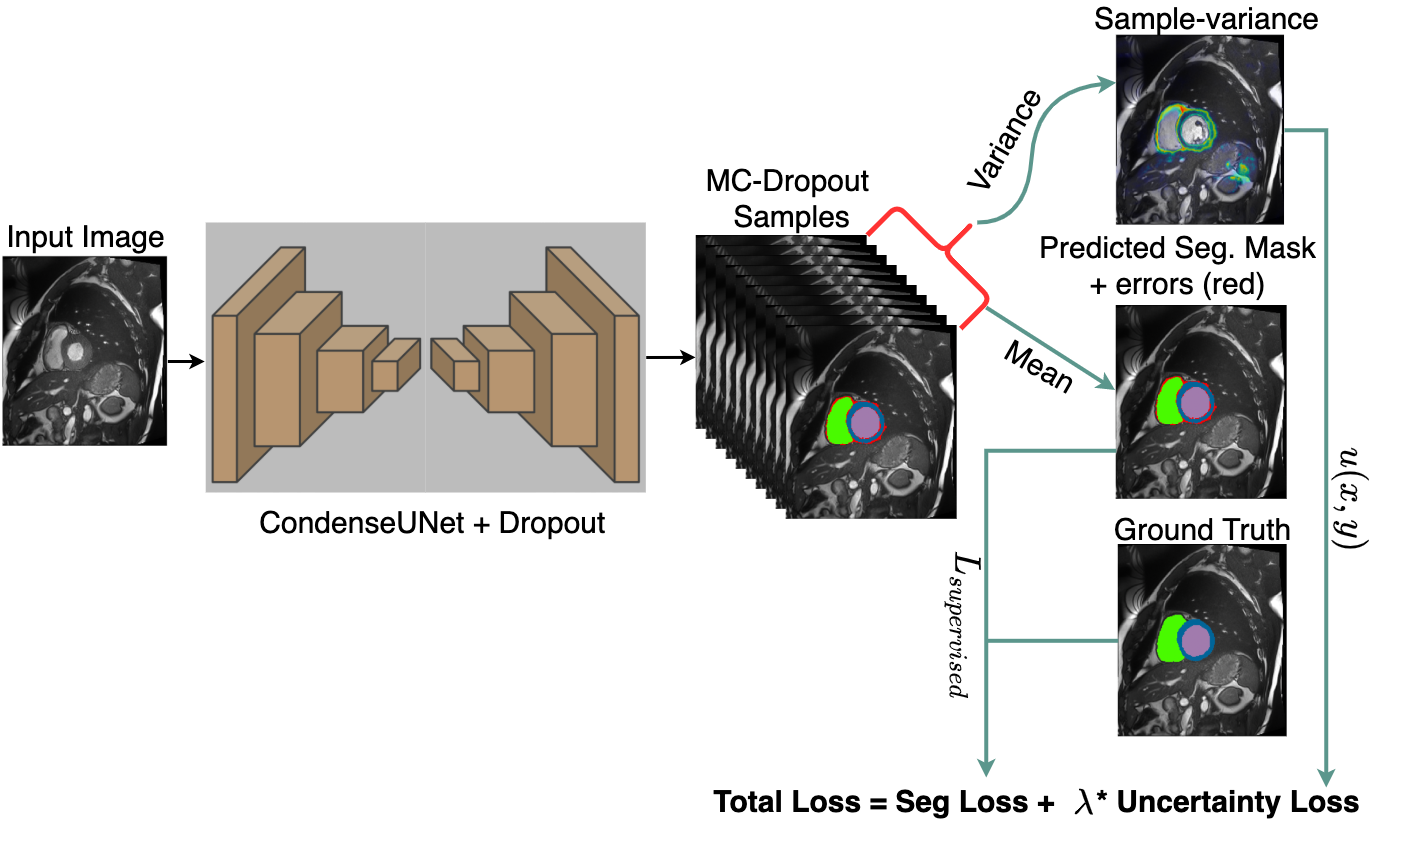 Sample-variance
Variance
MC-Dropout
Samples
Input Image
Predicted Seg. Mask
+ errors (red)
Mean
CondenseUNet + Dropout
Ground Truth
u(x, y)
L_{supervised}
Total Loss = Seg Loss + λ* Uncertainty Loss